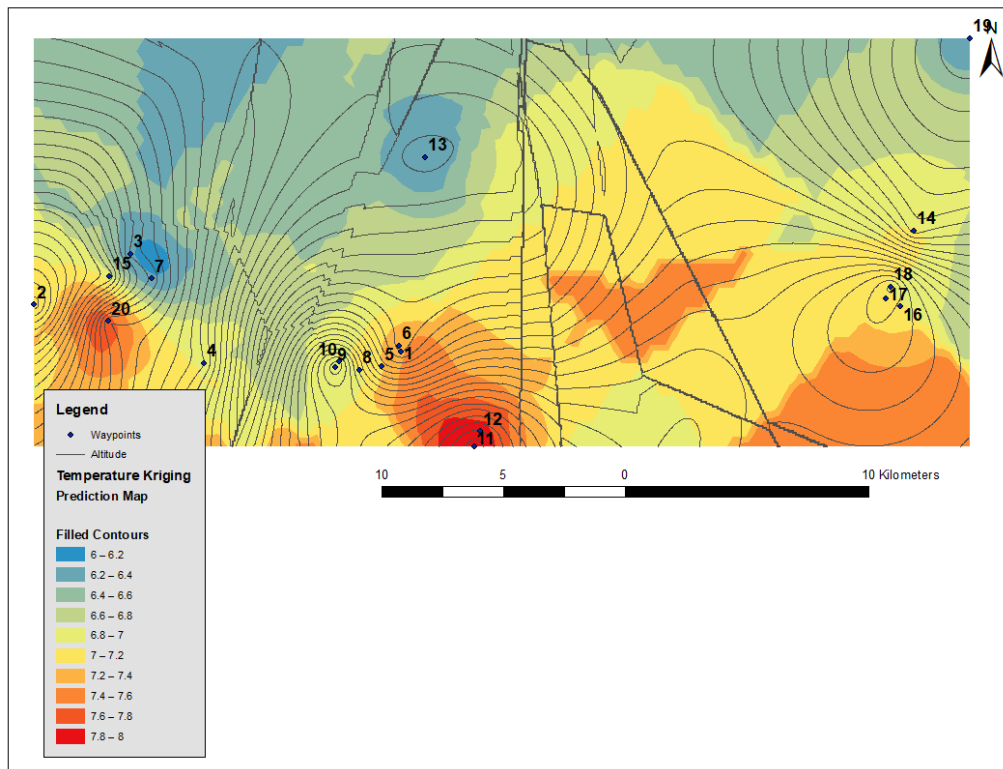 19
N
13
14
3
15
7
18
2
17
16
20
6
10
9
1
5
8
4
12
11
Legend
Waypoints
Altitude
Temperature Kriging
Prediction Map
Filled Contours
6 – 6.2
6.2 – 6.4
6.4 – 6.6
6.6 – 6.8
6.8 – 7
7 – 7.2
7.2 – 7.4
7.4 – 7.6
7.6 – 7.8
7.8 – 8
10 5 0 10 Kilometers